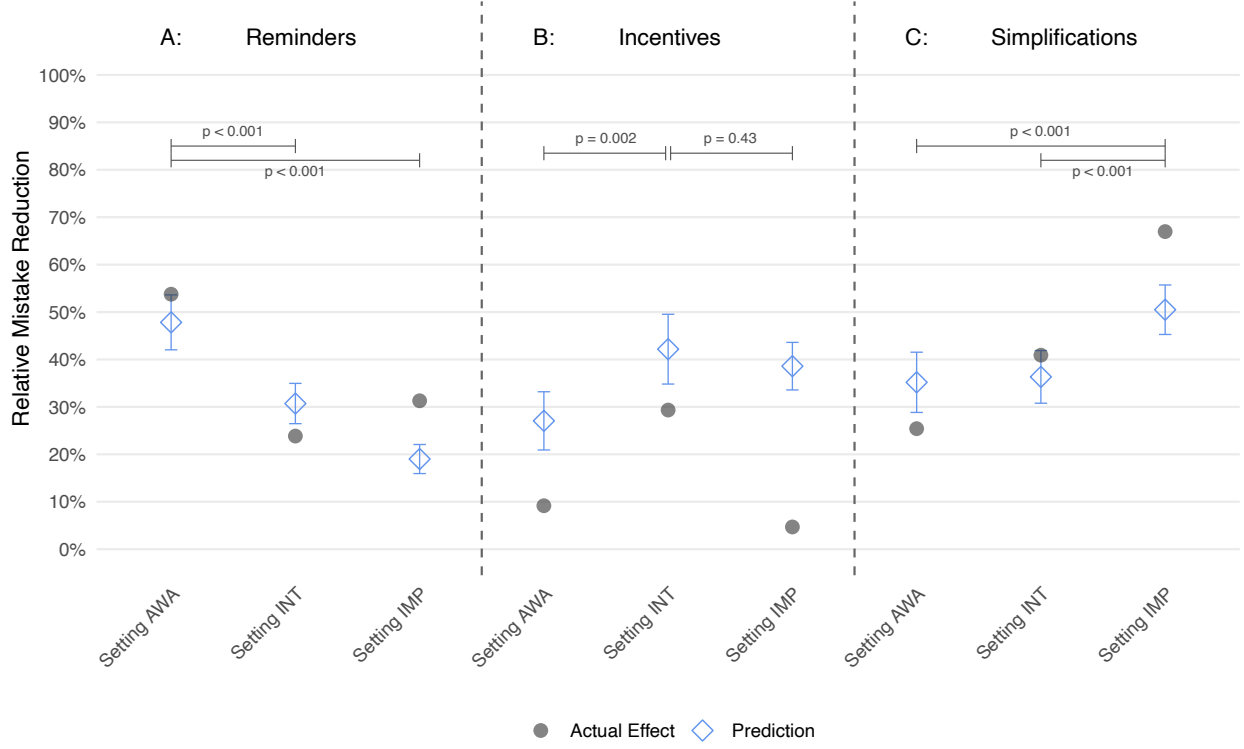 A: Reminders
B: Incentives
C: Simplifications
Relative Mistake Reduction
100%
90%
80%
70%
60%
50%
40%
30%
20%
10%
0%
p < 0.001
p < 0.001
p = 0.002
p = 0.43
p < 0.001
p < 0.001
Setting AWA
Setting INT
Setting IMP
Setting AWA
Setting INT
Setting IMP
Setting AWA
Setting INT
Setting IMP
Actual Effect
Prediction